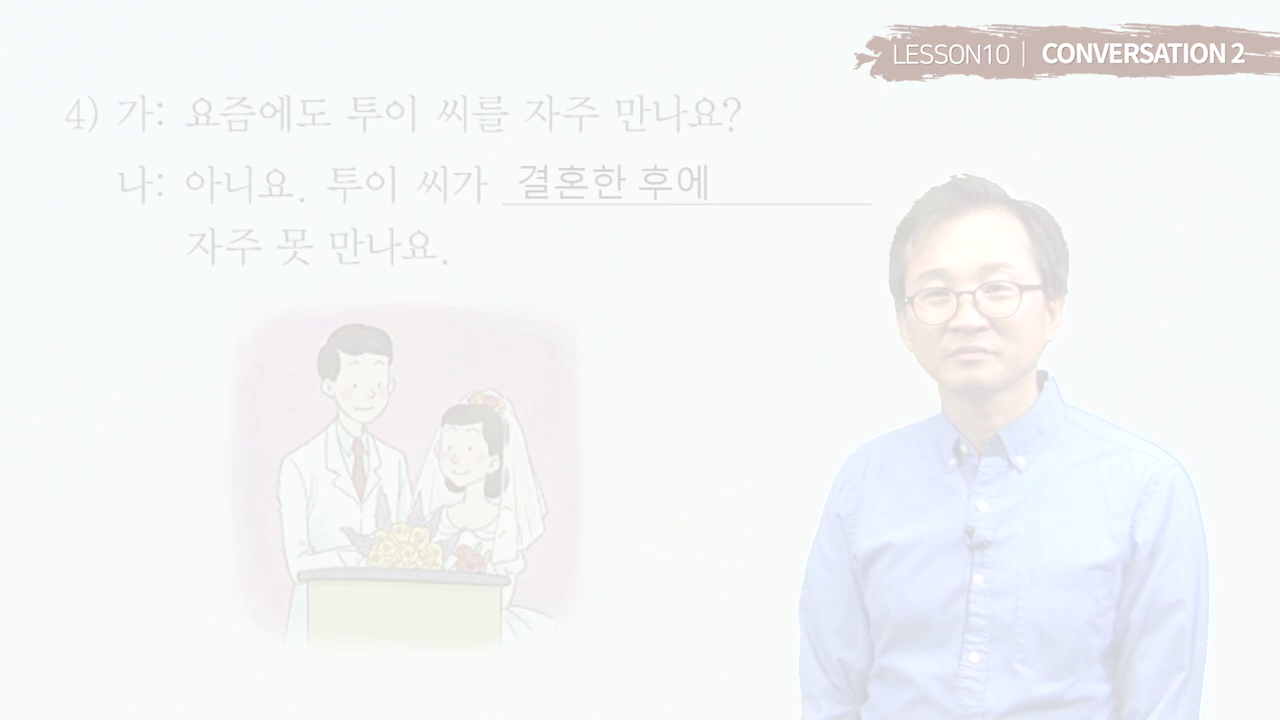 LESSON10 | CONVERSATION 2
4) 가: 요즘에도 투이 씨를 자주 만나요?
나: 아니요. 투이 씨가 결혼한 후에
자주 못 만나요.